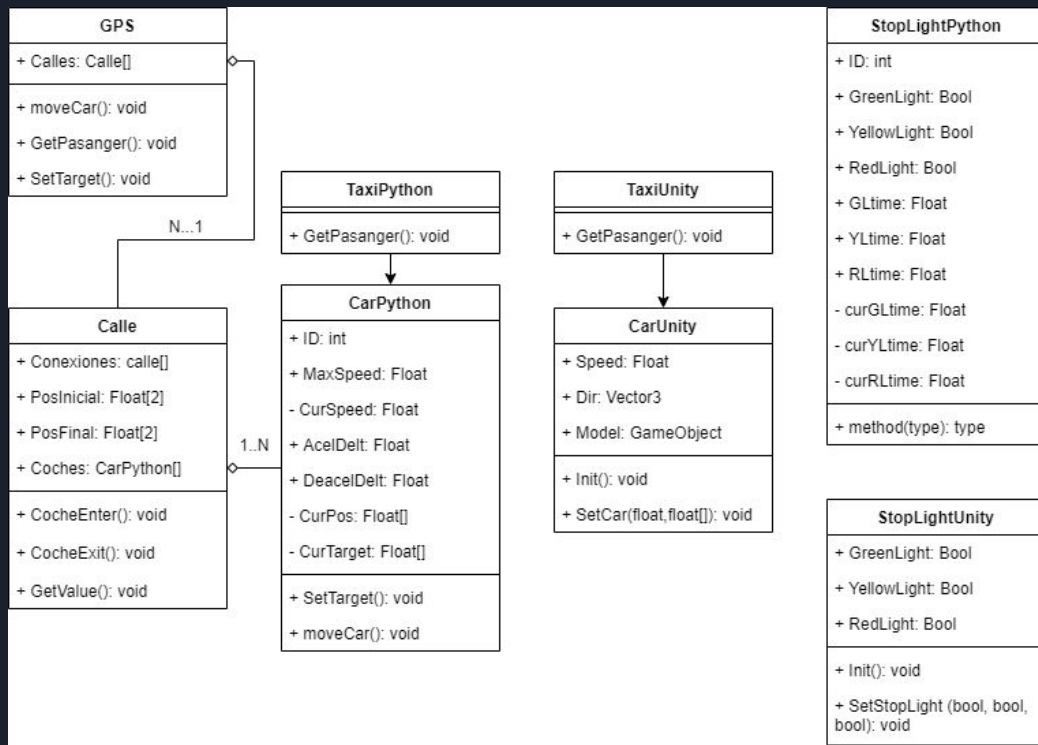 GPS
+ Calles: Calle[]
+ moveCar(): void
+ GetPasanger(): void
+ SetTarget(): void
N...1
Calle
+ Conexiones: calle[]
+ PosInicial: Float[2]
+ PosFinal: Float[2]
+ Coches: CarPython[]
+ CocheEnter(): void
+ CocheExit(): void
+ GetValue(): void
1..N
TaxiPython
+ GetPasanger(): void
CarPython
+ ID: int
+ MaxSpeed: Float
- CurSpeed: Float
+ AcelDelt: Float
+ DeacelDelt: Float
- CurPos: Float[]
- CurTarget: Float[]
+ SetTarget(): void
+ moveCar(): void
TaxiUnity
+ GetPasanger(): void
CarUnity
+ Speed: Float
+ Dir: Vector3
+ Model: GameObject
+ Init(): void
+ SetCar(float,float[]): void
StopLightPython
+ ID: int
+ GreenLight: Bool
+ YellowLight: Bool
+ RedLight: Bool
+ GLtime: Float
+ YLtime: Float
+ RLtime: Float
- curGLtime: Float
- curYLtime: Float
- curRLtime: Float
+ method(type): type
StopLightUnity
+ GreenLight: Bool
+ YellowLight: Bool
+ RedLight: Bool
+ Init(): void
+ SetStopLight (bool, bool,
bool): void